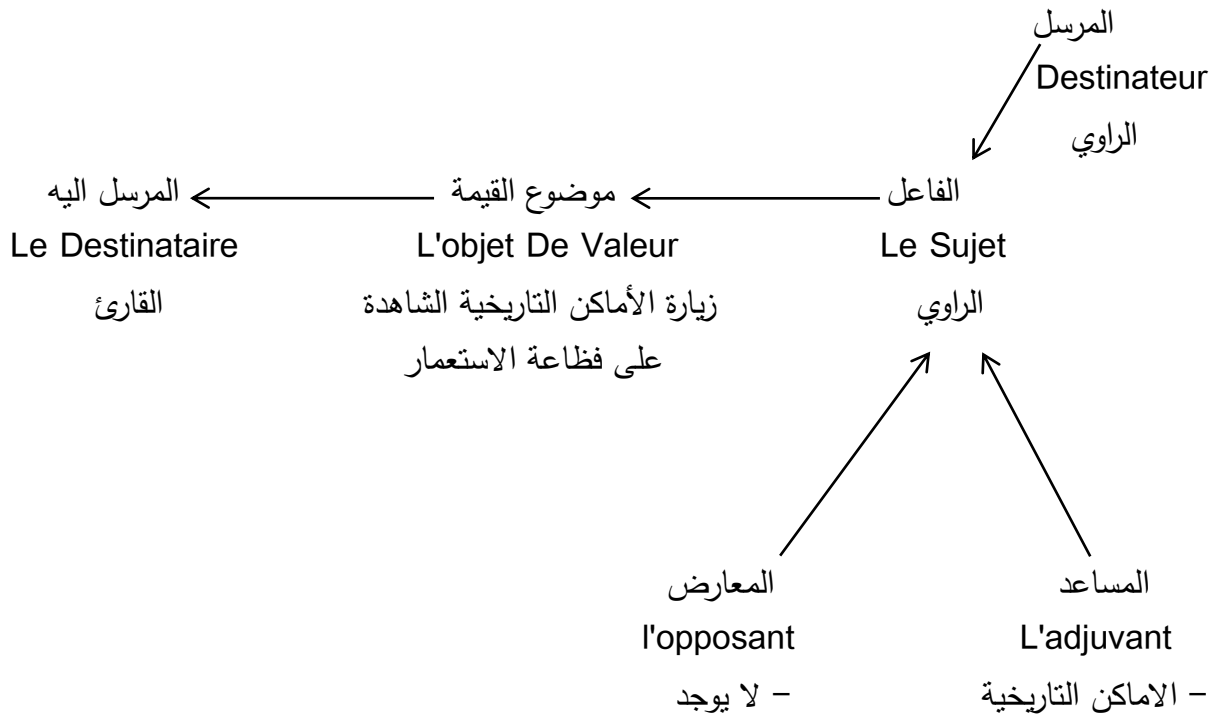 المرسل
Destinateur
الراوي
الفاعل
Le Sujet
الراوي
موضوع القيمة
L'objet De Valeur
زيارة الأماكن التاريخية الشاهدة
على فظاعة الاستعمار
المرسل اليه
Le Destinataire
القارئ
المساعد
L'adjuvant
– الاماكن التاريخية
المعارض
l'opposant
– لا يوجد